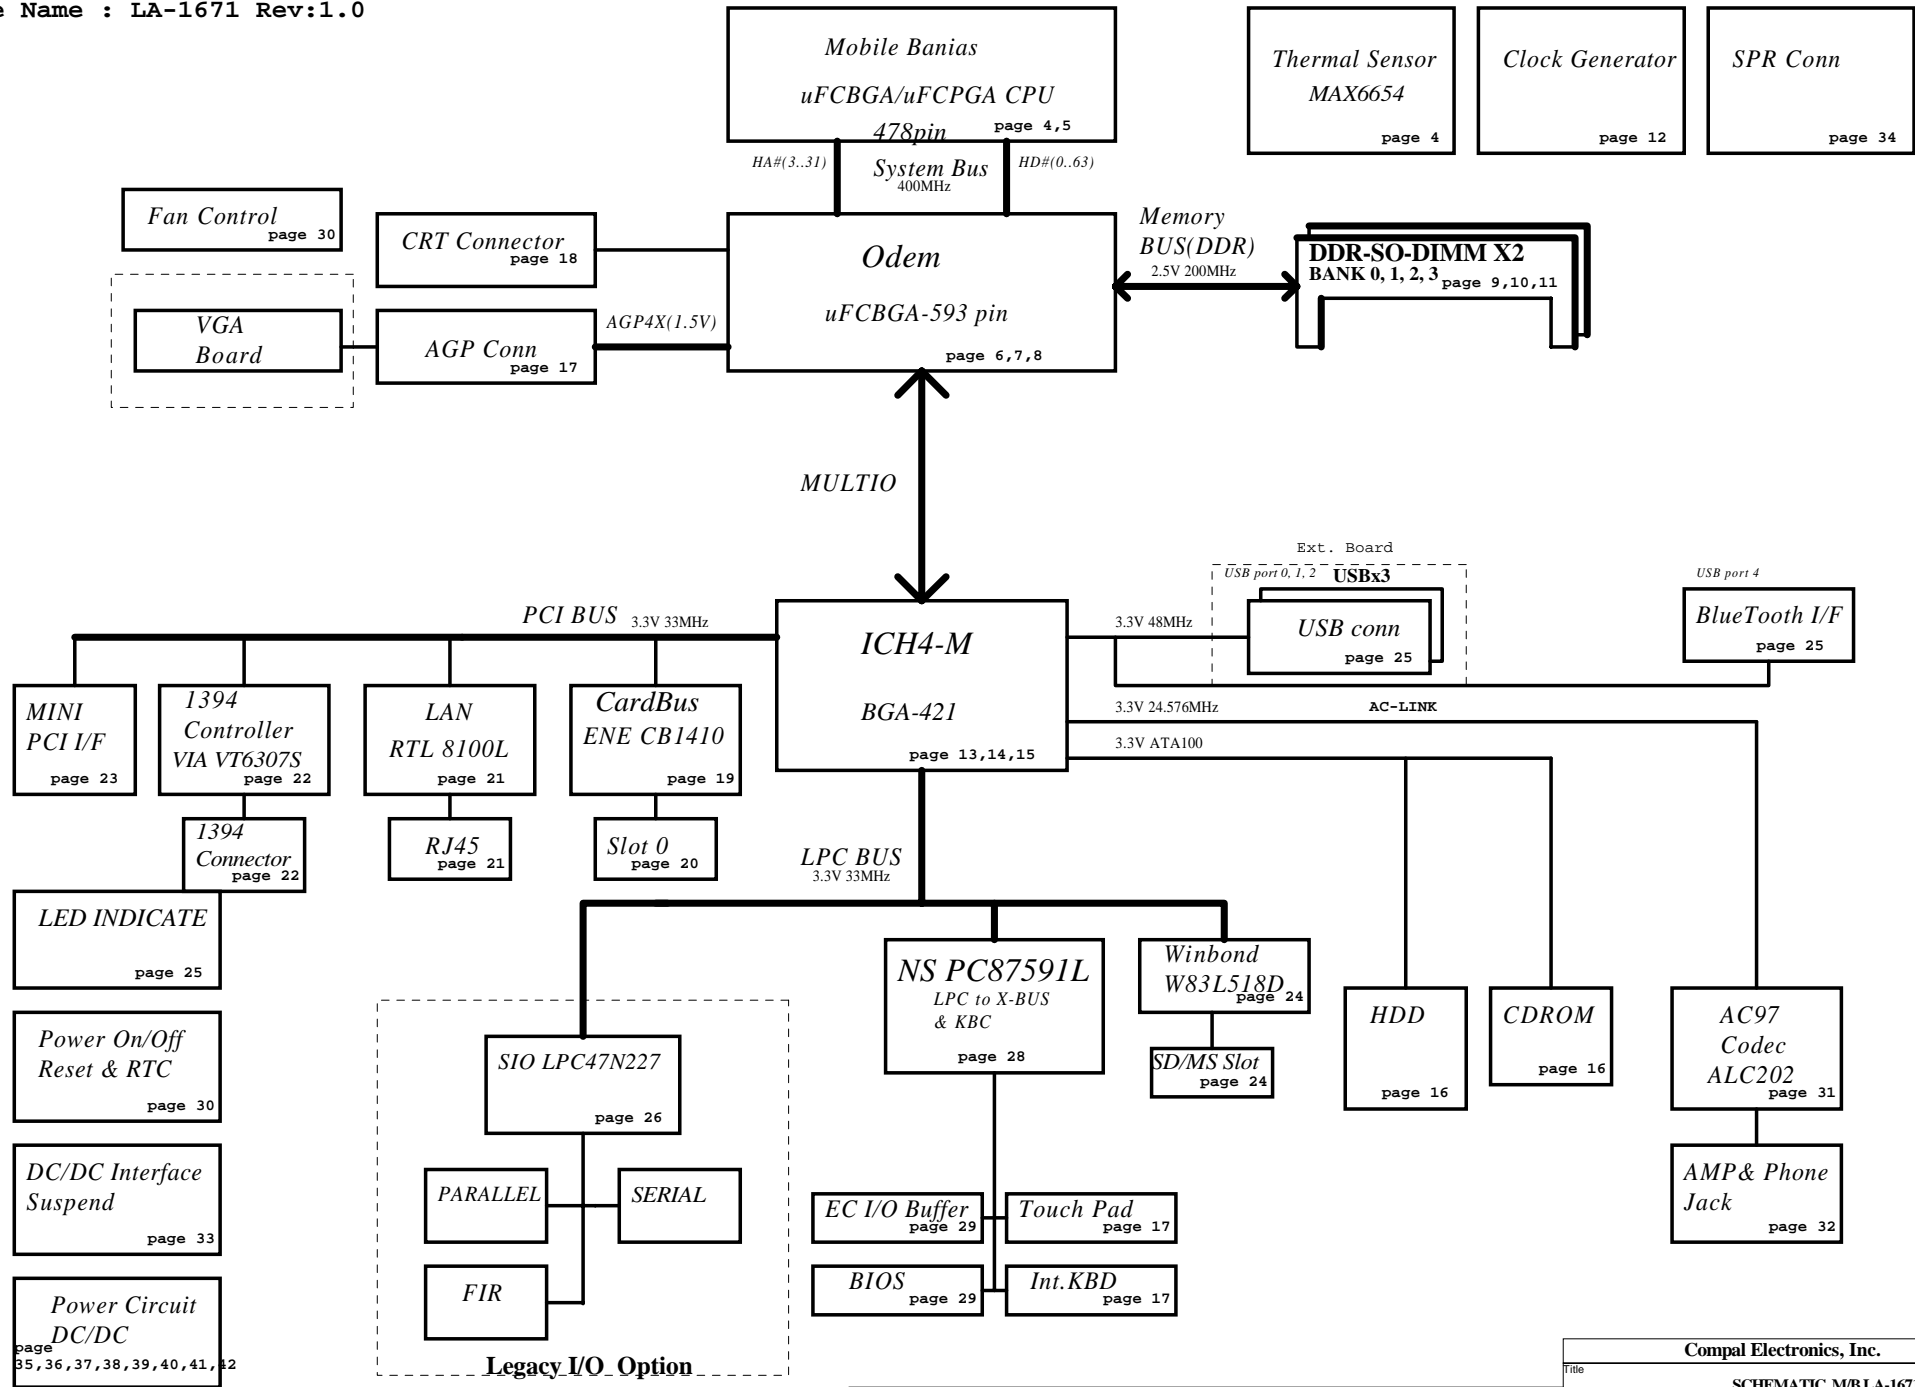 e Name : LA-1671 Rev:1.0
Mobile Banias
uFCBGA/uFCPGA CPU
478pin
page 4,5
Thermal Sensor
MAX6654
page 4
Clock Generator
page 12
SPR Conn
page 34
HA#(3..31)
System Bus
400MHz
HD#(0..63)
Fan Control
page 30
CRT Connector
page 18
VGA
Board
AGP Conn
page 17
AGP4X(1.5V)
Odem
uFCBGA-593 pin
page 6,7,8
Memory
BUS(DDR)
2.5V 200MHz
DDR-SO-DIMM X2
BANK 0, 1, 2, 3
page 9,10,11
MULTIO
Ext. Board
USB port 0, 1, 2
USBx3
USB conn
page 25
USB port 4
BlueTooth I/F
page 25
PCI BUS
3.3V 33MHz
ICH4-M
BGA-421
page 13,14,15
3.3V 48MHz
3.3V 24.576MHz
AC-LINK
3.3V ATA100
MINI
PCI I/F
page 23
1394
Controller
VIA VT6307S
page 22
LAN
RTL 8100L
page 21
CardBus
ENE CB1410
page 19
1394
Connector
page 22
RJ45
page 21
Slot 0
page 20
LPC BUS
3.3V 33MHz
LED INDICATE
page 25
Power On/Off
Reset & RTC
page 30
DC/DC Interface
Suspend
page 33
Power Circuit
DC/DC
page
35,36,37,38,39,40,41,42
SIO LPC47N227
page 26
PARALLEL
SERIAL
FIR
Legacy I/O Option
NS PC87591L
LPC to X-BUS
& KBC
page 28
Winbond
W83L518D
page 24
SD/MS Slot
page 24
EC I/O Buffer
page 29
Touch Pad
page 17
BIOS
page 29
Int.KBD
page 17
HDD
page 16
CDROM
page 16
AC97
Codec
ALC202
page 31
AMP& Phone
Jack
page 32
Compal Electronics, Inc.
Title
SCHEMATIC M/B LA-1671